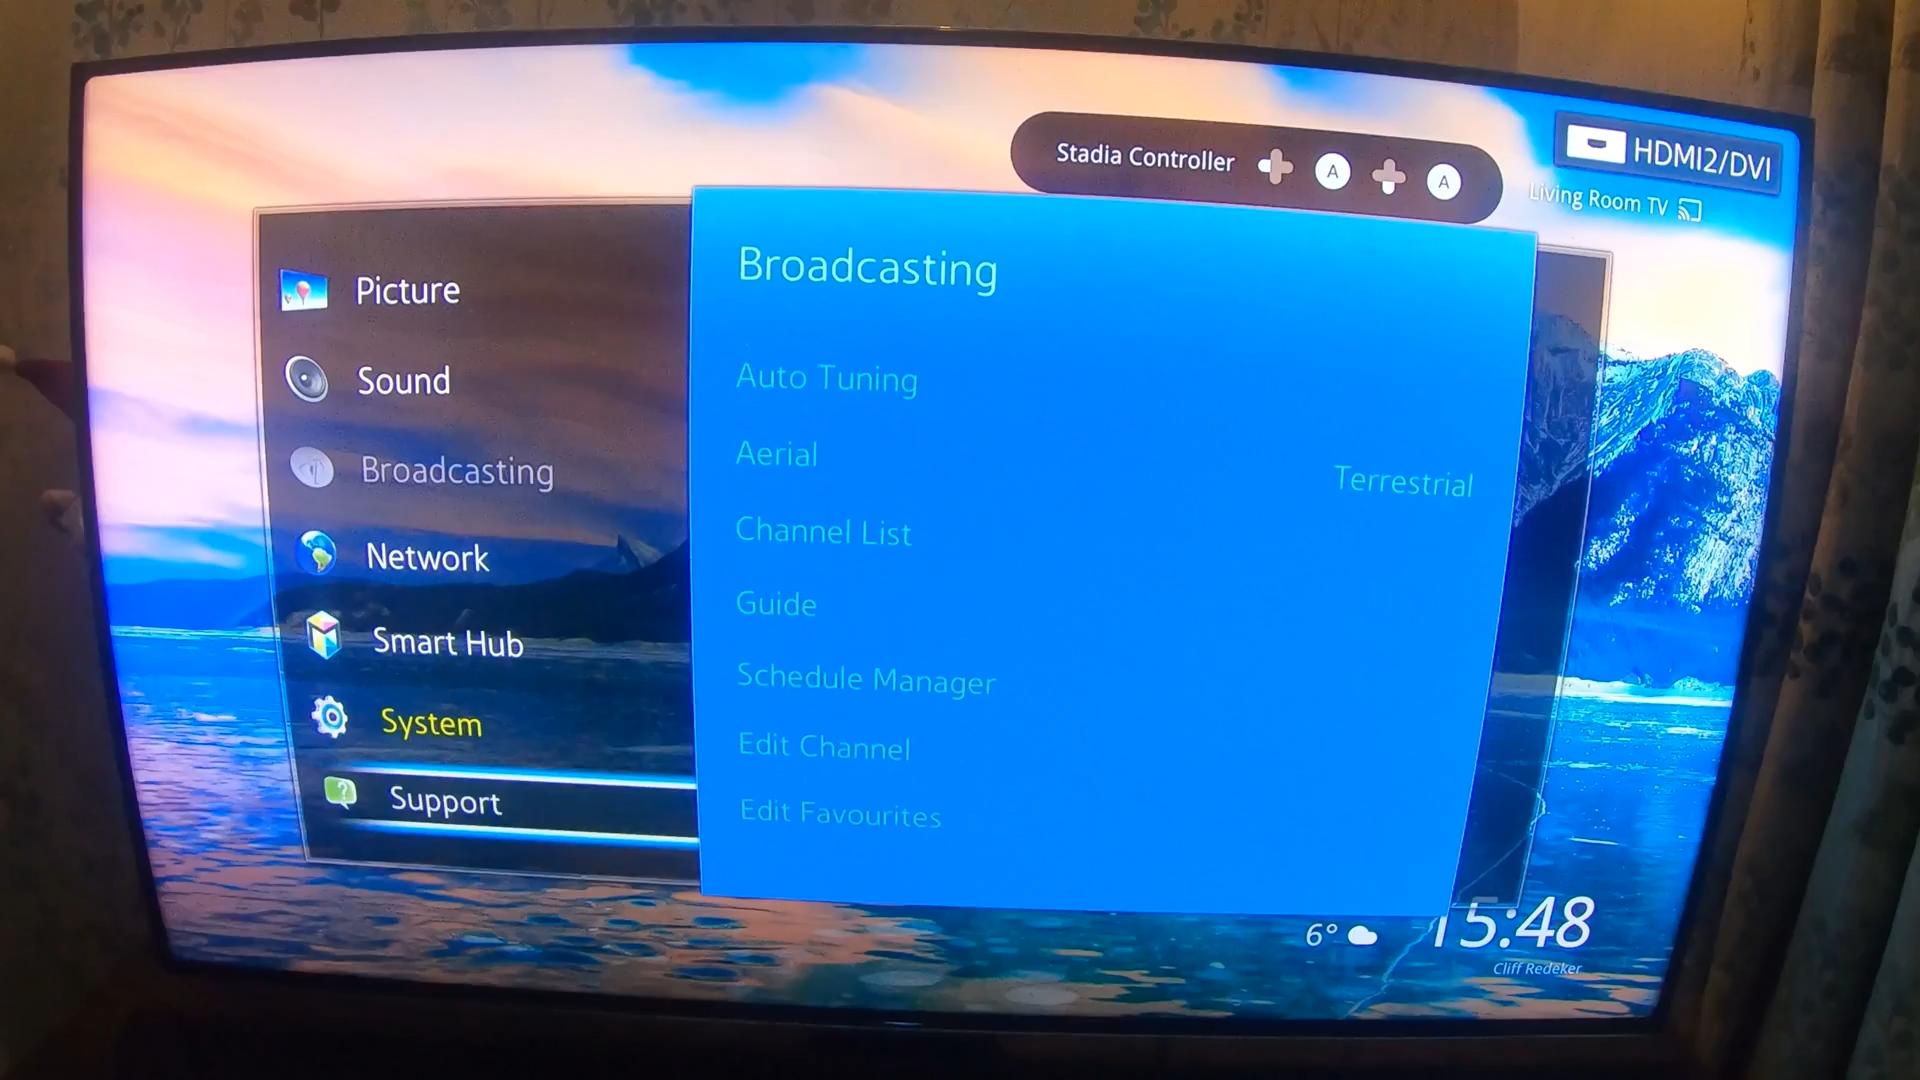 HDMI2/DVI
Stadia Controller A A
Living Room TV
Picture
Sound
Broadcasting
Network
Smart Hub
System
Support
Broadcasting
Auto Tuning
Aerial Terrestrial
Channel List
Guide
Schedule Manager
Edit Channel
Edit Favourites
6° 15:48
Cliff Redeker